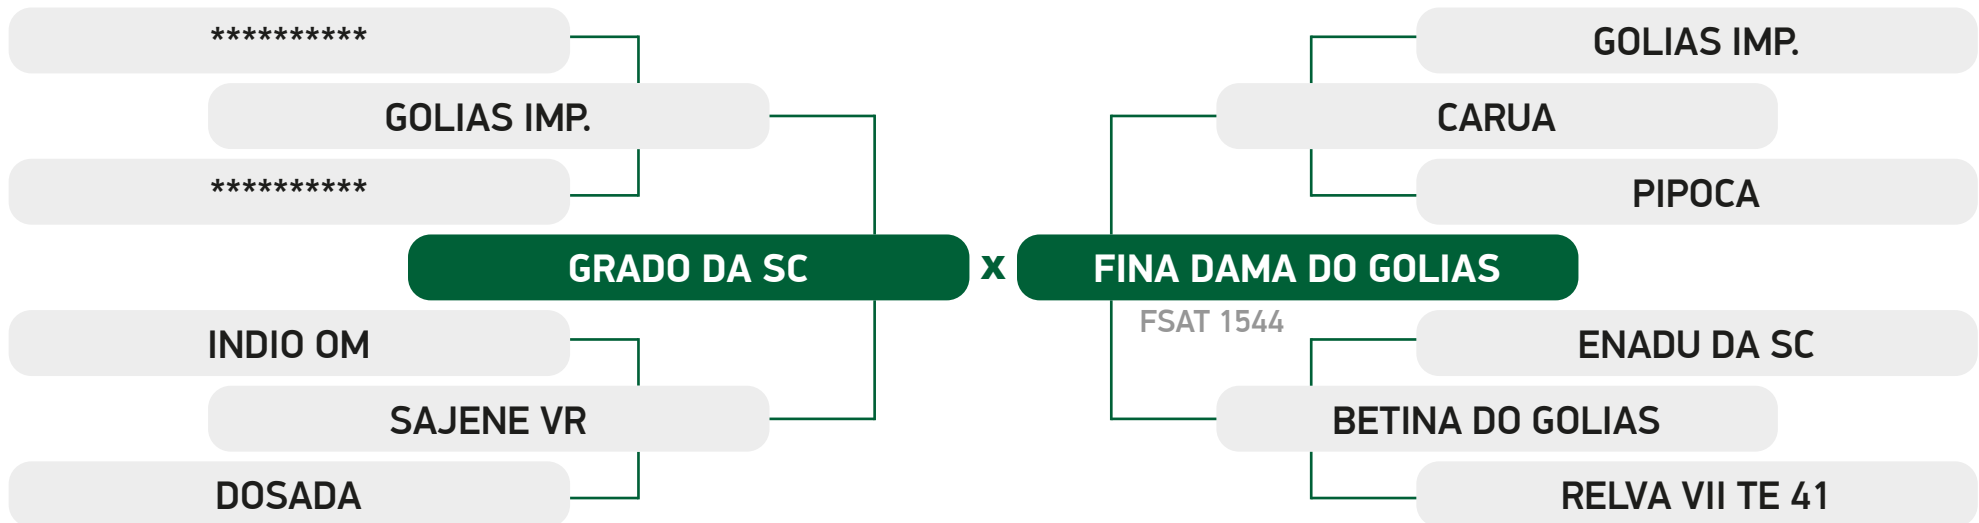 **********
GOLIAS IMP.
GOLIAS IMP.
CARUA
**********
PIPOCA
GRADO DA SC x FINA DAMA DO GOLIAS
FSAT 1544
INDIO OM
ENADU DA SC
SAJENE VR
BETINA DO GOLIAS
DOSADA
RELVA VII TE 41